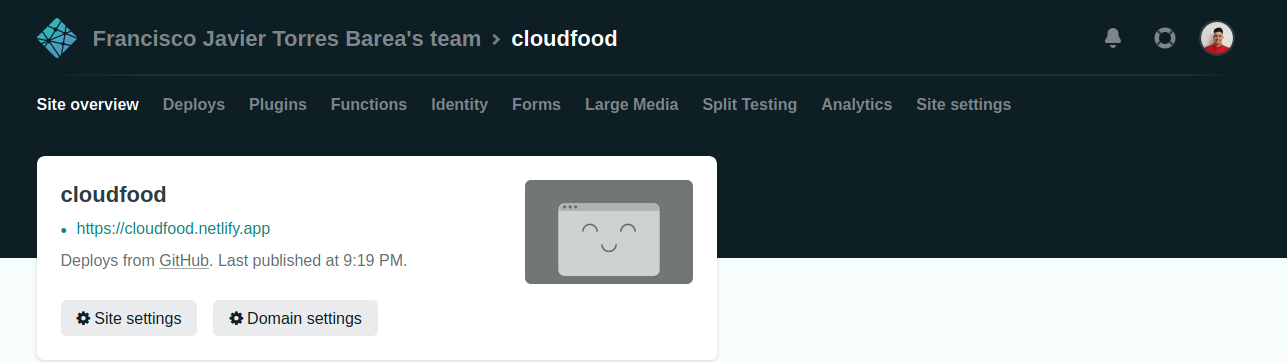 Francisco Javier Torres Barea's team > cloudfood
Site overview Deploys Plugins Functions Identity Forms Large Media Split Testing Analytics Site settings
cloudfood
• https://cloudfood.netlify.app
Deploys from GitHub. Last published at 9:19 PM.
Site settings Domain settings